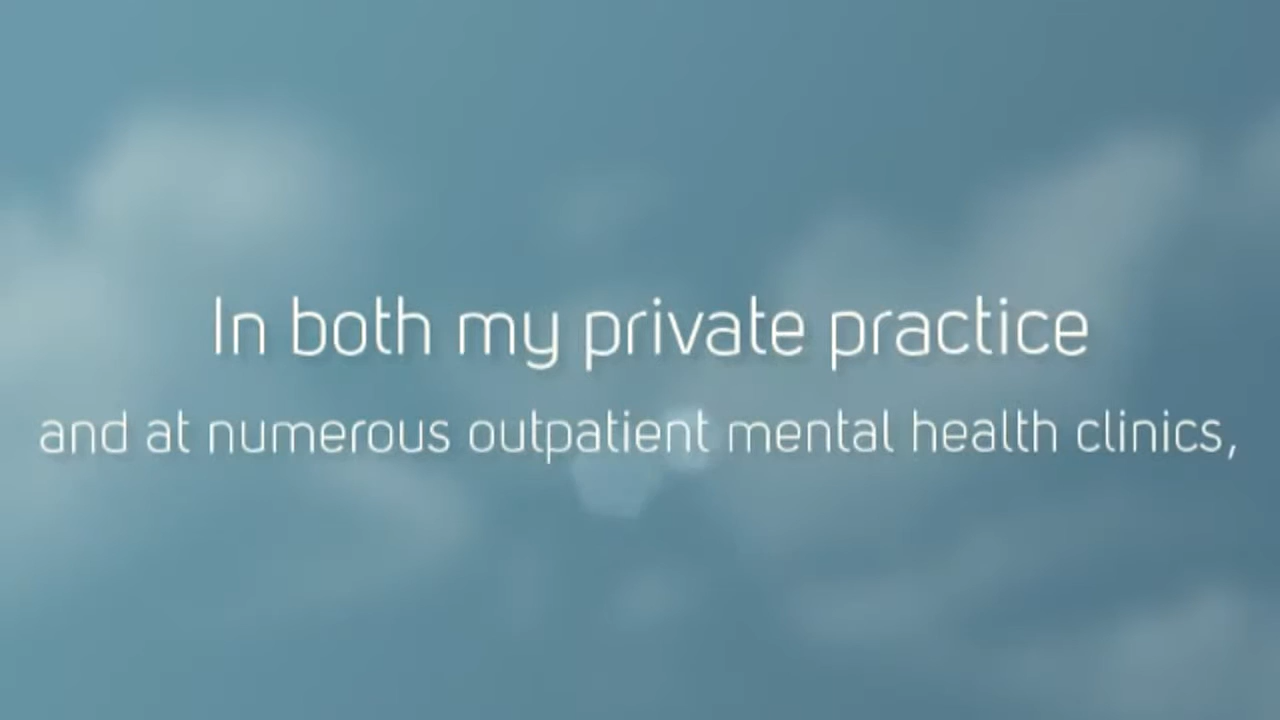 In both my private practice
and at numerous outpatient mental health clinics,